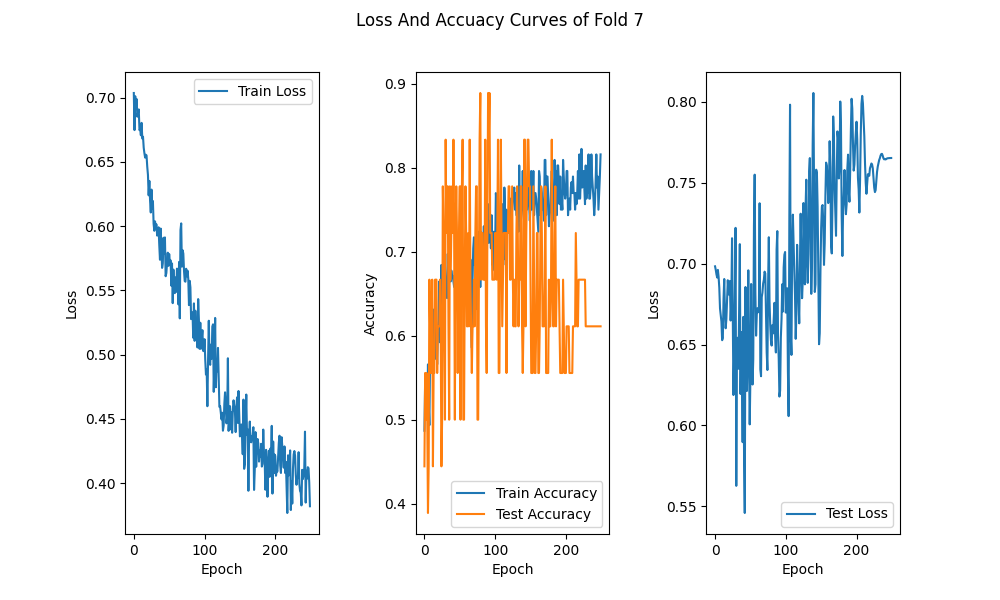 Loss And Accuacy Curves of Fold 7
0.70
0.65
0.60
0.55
0.50
0.45
0.40
Loss
Train Loss
0
100
200
Epoch
0.9
0.8
0.7
0.6
0.5
0.4
Accuracy
Train Accuracy
Test Accuracy
0
100
200
Epoch
0.80
0.75
0.70
0.65
0.60
0.55
Loss
Test Loss
0
100
200
Epoch